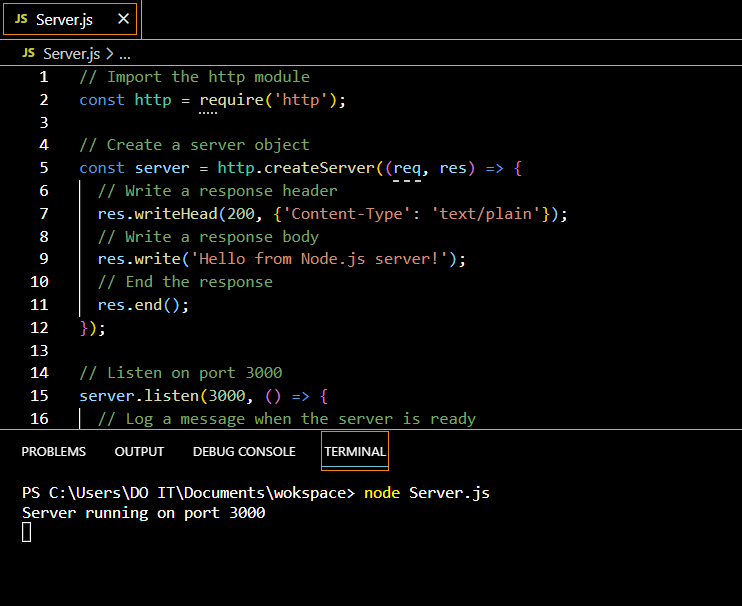 JS Server.js ×
JS Server.js > ...
1 // Import the http module
2 const http = require('http');
3
4 // Create a server object
5 const server = http.createServer((req, res) => {
6 // Write a response header
7 res.writeHead(200, {'Content-Type': 'text/plain'});
8 // Write a response body
9 res.write('Hello from Node.js server!');
10 // End the response
11 res.end();
12 });
13
14 // Listen on port 3000
15 server.listen(3000, () => {
16 // Log a message when the server is ready
PROBLEMS OUTPUT DEBUG CONSOLE TERMINAL
PS C:\Users\DO IT\Documents\wokspace> node Server.js
Server running on port 3000